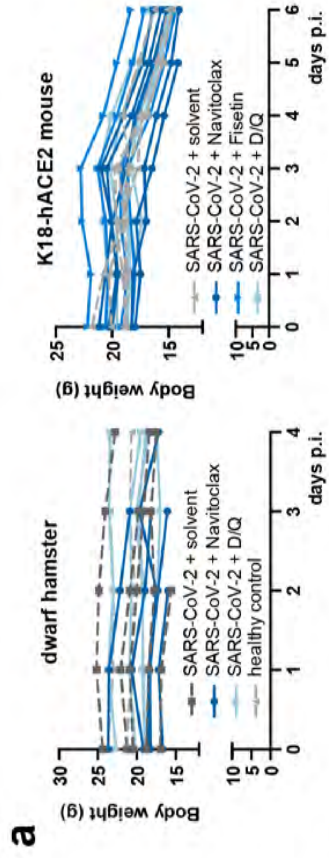 a
dwarf hamster
Body weight (g)
30
25
20
15
10
5
0
SARS-CoV-2 + solvent
SARS-CoV-2 + Navitoclax
SARS-CoV-2 + D/Q
healthy control
0 1 2 3 4
days p.i.
K18-hACE2 mouse
Body weight (g)
25
20
15
10
5
0
SARS-CoV-2 + solvent
SARS-CoV-2 + Navitoclax
SARS-CoV-2 + Fisetin
SARS-CoV-2 + D/Q
0 1 2 3 4 5 6
days p.i.